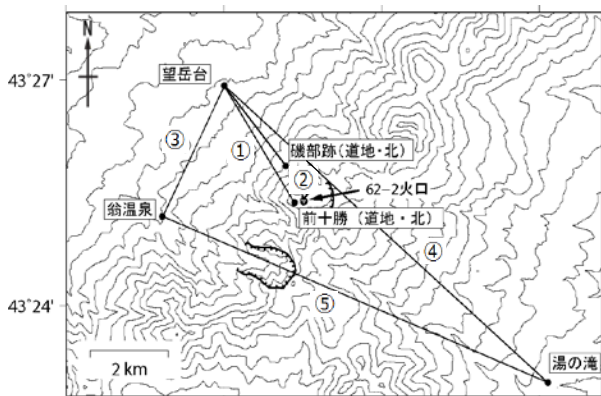 N
43°27'
望岳台
③
①
磯部跡(道地・北)
②
62-2火口
翁温泉
前十勝(道地・北)
④
43°24'
⑤
2 km
湯の滝